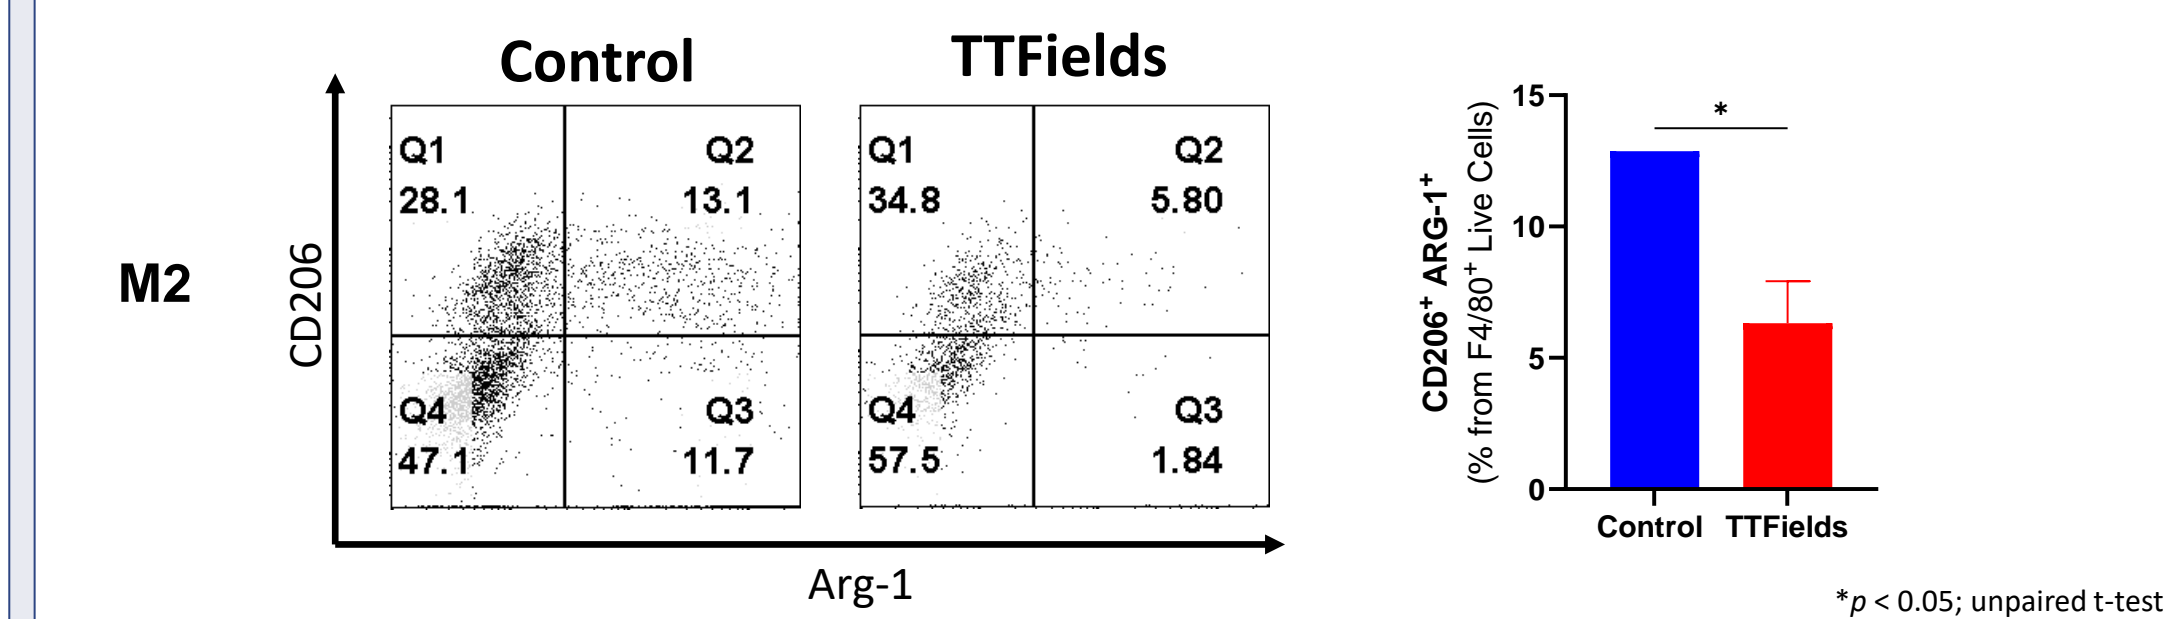 Control
TTFields
M2
CD206
Q1
28.1
Q2
13.1
Q4
47.1
Q3
11.7
Q1
34.8
Q2
5.80
Q4
57.5
Q3
1.84
Arg-1
CD206⁺ ARG-1⁺
(% from F4/80⁺ Live Cells)
15
10
5
0
*
Control TTFields
*p < 0.05; unpaired t-test